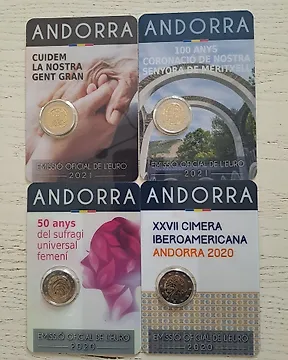 ANDORRA
CUIDEM
LA NOSTRA
GENT GRAN
EMISSIÓ OFICIAL DE L'EURO
2021
ANDORRA
100 ANYS
CORONACIÓ DE NOSTRA
SENYORA DE MERITXELL
EMISSIÓ OFICIAL DE L'EURO
2021
ANDORRA
50 anys
del sufragi
universal
femení
EMISSIÓ OFICIAL DE L'EURO
2020
ANDORRA
XXVII CIMERA
IBEROAMERICANA
ANDORRA 2020
EMISSIÓ OFICIAL DE L'EURO
2020